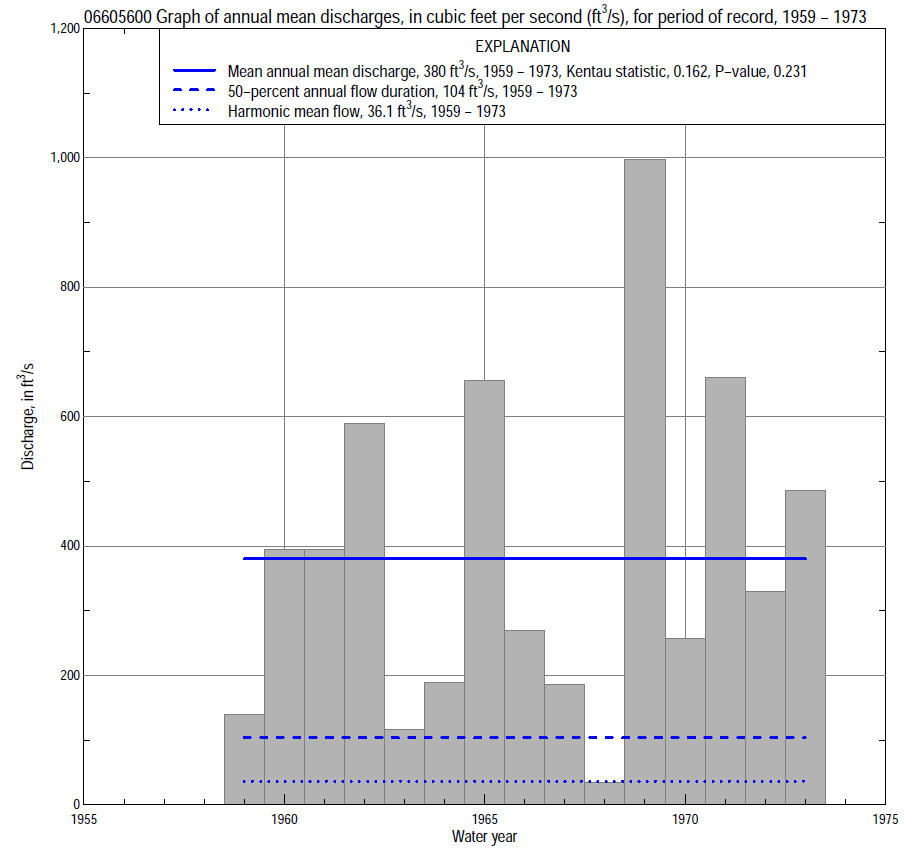 06605600 Graph of annual mean discharges, in cubic feet per second (ft³/s), for period of record, 1959 – 1973
EXPLANATION
Mean annual mean discharge, 380 ft³/s, 1959 – 1973, Kentau statistic, 0.162, P–value, 0.231
50–percent annual flow duration, 104 ft³/s, 1959 – 1973
Harmonic mean flow, 36.1 ft³/s, 1959 – 1973
1,200
1,000
800
600
400
200
0
Discharge, in ft³/s
1955 1960 1965 1970 1975
Water year